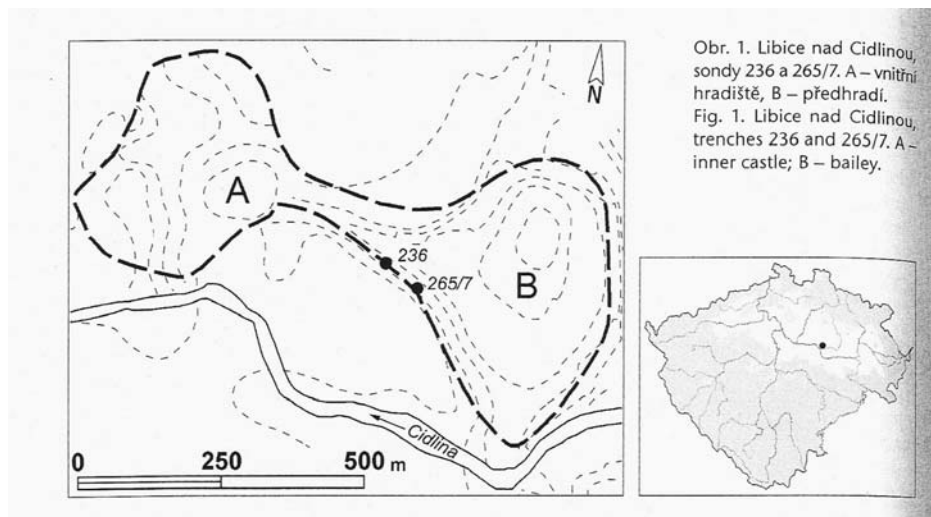 Obr. 1. Libice nad Cidlinou,
sondy 236 a 265/7. A – vnitřní
hradiště, B – předhradí.
Fig. 1. Libice nad Cidlinou,
trenches 236 and 265/7. A –
inner castle; B – bailey.
N
A
236
265/7
B
Cidlina
0 250 500 m